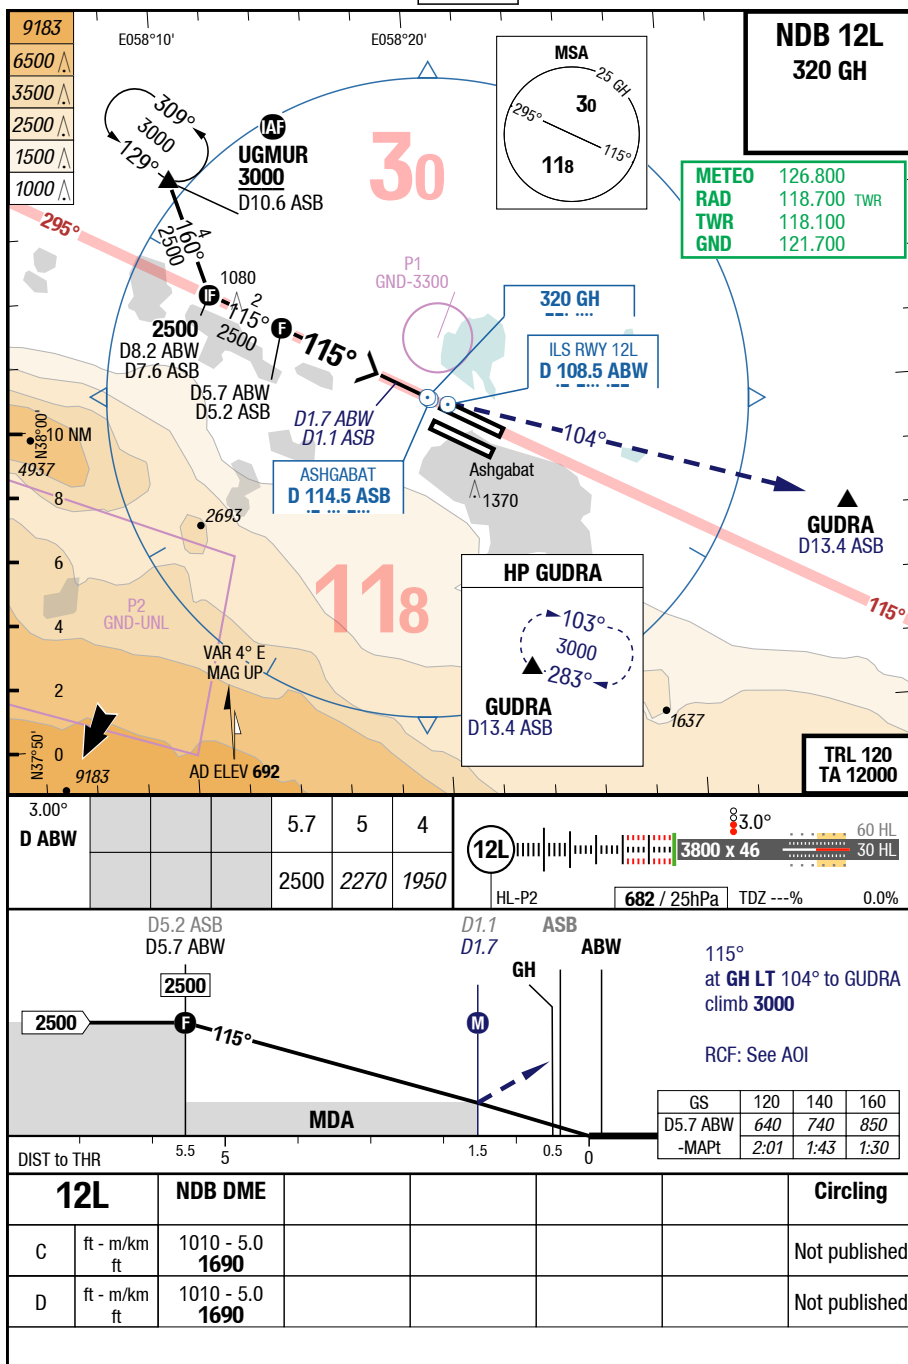 9183
6500
3500
2500
1500
1000
E058°10'
E058°20'
NDB 12L
320 GH
MSA
25 GH
30
295°
115°
118
METEO 126.800
RAD 118.700 TWR
TWR 118.100
GND 121.700
309°
3000
129°
IAF
UGMUR
3000
D10.6 ASB
30
295°
4
160°
2500
P1
GND-3300
IF
1080
2
115°
2500
F
115°
2500
D8.2 ABW
D7.6 ASB
D5.7 ABW
D5.2 ASB
320 GH
ILS RWY 12L
D 108.5 ABW
D1.7 ABW
D1.1 ASB
104°
N38°00'
10 NM
4937
8
6
4
2
0
N37°50'
ASHGABAT
D 114.5 ASB
Ashgabat
1370
GUDRA
D13.4 ASB
2693
P2
GND-UNL
118
115°
HP GUDRA
103°
3000
283°
GUDRA
D13.4 ASB
VAR 4° E
MAG UP
1637
9183
AD ELEV 692
TRL 120
TA 12000
3.00°
D ABW
5.7 5 4
2500 2270 1950
12L
3.0°
3800 x 46
60 HL
30 HL
HL-P2
682 / 25hPa
TDZ ---%
0.0%
D5.2 ASB
D5.7 ABW
D1.1
D1.7
ASB
ABW
GH
2500
2500
F
115°
M
MDA
115°
at GH LT 104° to GUDRA
climb 3000
RCF: See AOI
GS 120 140 160
D5.7 ABW 640 740 850
-MAPt 2:01 1:43 1:30
DIST to THR
5.5
5
1.5
0.5
0
12L NDB DME Circling
C ft - m/km 1010 - 5.0 Not published
ft 1690
D ft - m/km 1010 - 5.0 Not published
ft 1690